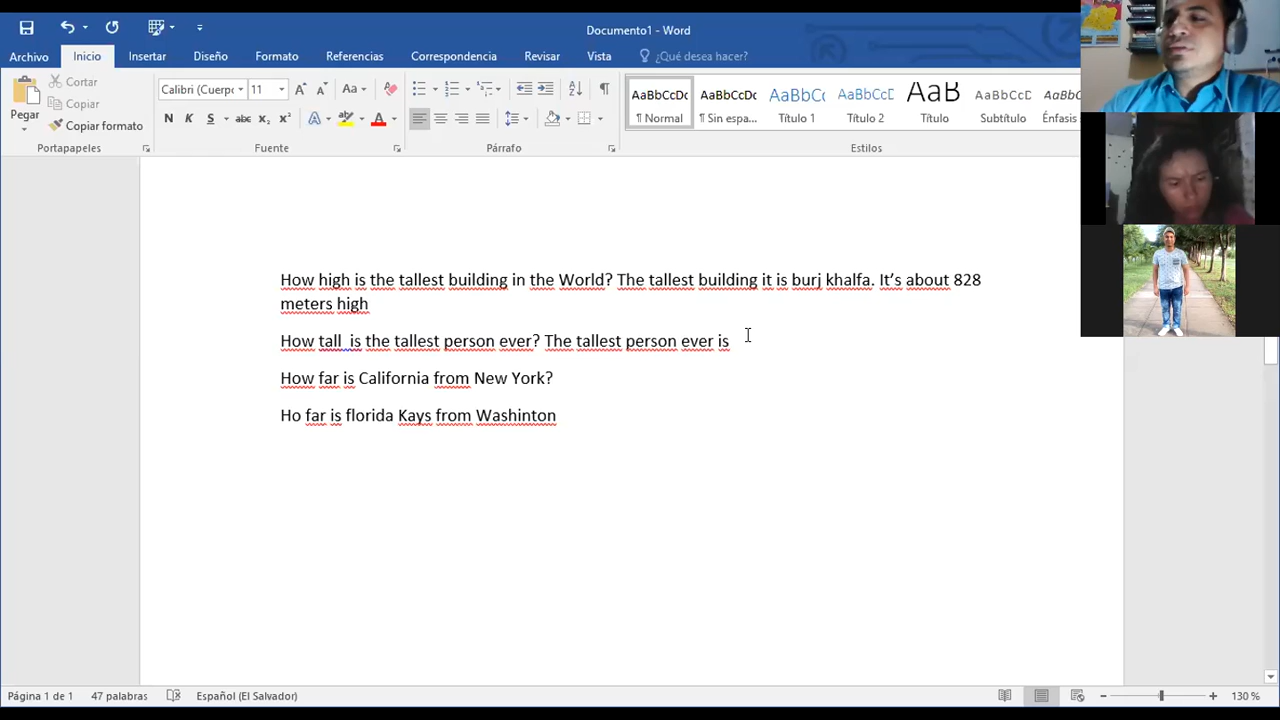 Documento1 - Word
Archivo Inicio Insertar Diseño Formato Referencias Correspondencia Revisar Vista ¿Qué desea hacer?
Pegar
Cortar
Copiar
Copiar formato
Portapapeles
Calibri (Cuerpo 11
Aa
N K S abc x₂ x²
Fuente
Párrafo
AaBbCcDc AaBbCcDc AaBbCc AaBbCcD AaB AaBbCcD AaBbC
¶ Normal ¶ Sin espa... Título 1 Título 2 Título Subtítulo Énfasis
Estilos
How high is the tallest building in the World? The tallest building it is burj khalfa. It's about 828
meters high
How tall is the tallest person ever? The tallest person ever is
How far is California from New York?
Ho far is florida Kays from Washinton
Página 1 de 1 47 palabras Español (El Salvador) 130 %